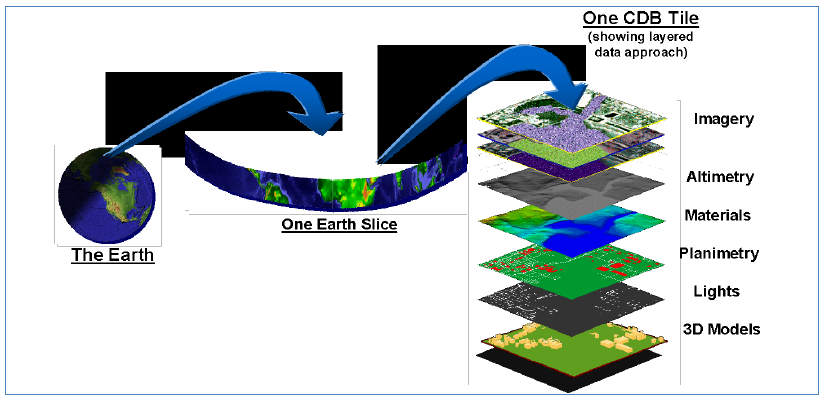 One CDB Tile
(showing layered
data approach)
Imagery
Altimetry
Materials
Planimetry
Lights
3D Models
One Earth Slice
The Earth